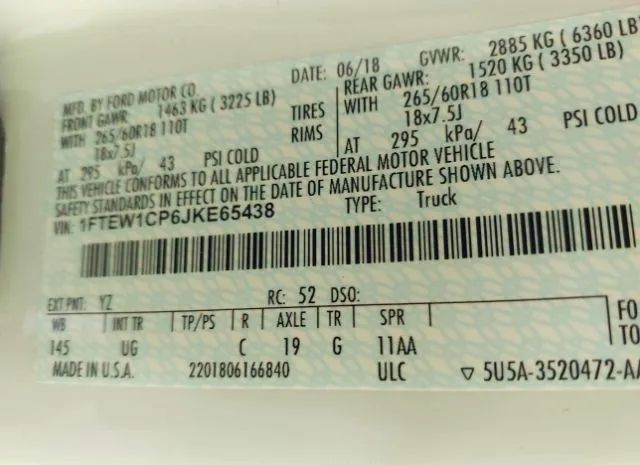 MFD. BY FORD MOTOR CO. DATE: 06/18 GVWR: 2885 KG ( 6360 LB
FRONT GAWR: 1463 KG ( 3225 LB) REAR GAWR: 1520 KG ( 3350 LB)
WITH 265/60R18 110T TIRES WITH 265/60R18 110T
18x7.5J RIMS 18x7.5J
AT 295 kPa/ 43 PSI COLD AT 295 kPa/ 43 PSI COLD
THIS VEHICLE CONFORMS TO ALL APPLICABLE FEDERAL MOTOR VEHICLE
SAFETY STANDARDS IN EFFECT ON THE DATE OF MANUFACTURE SHOWN ABOVE.
VIN: 1FTEW1CP6JKE65438 TYPE: Truck
EXT PNT: YZ RC: 52 DSO:
WB INT TR TP/PS R AXLE TR SPR FO
145 UG C 19 G 11AA TO
MADE IN U.S.A. 2201806166840 ULC ▽ 5U5A-3520472-AA